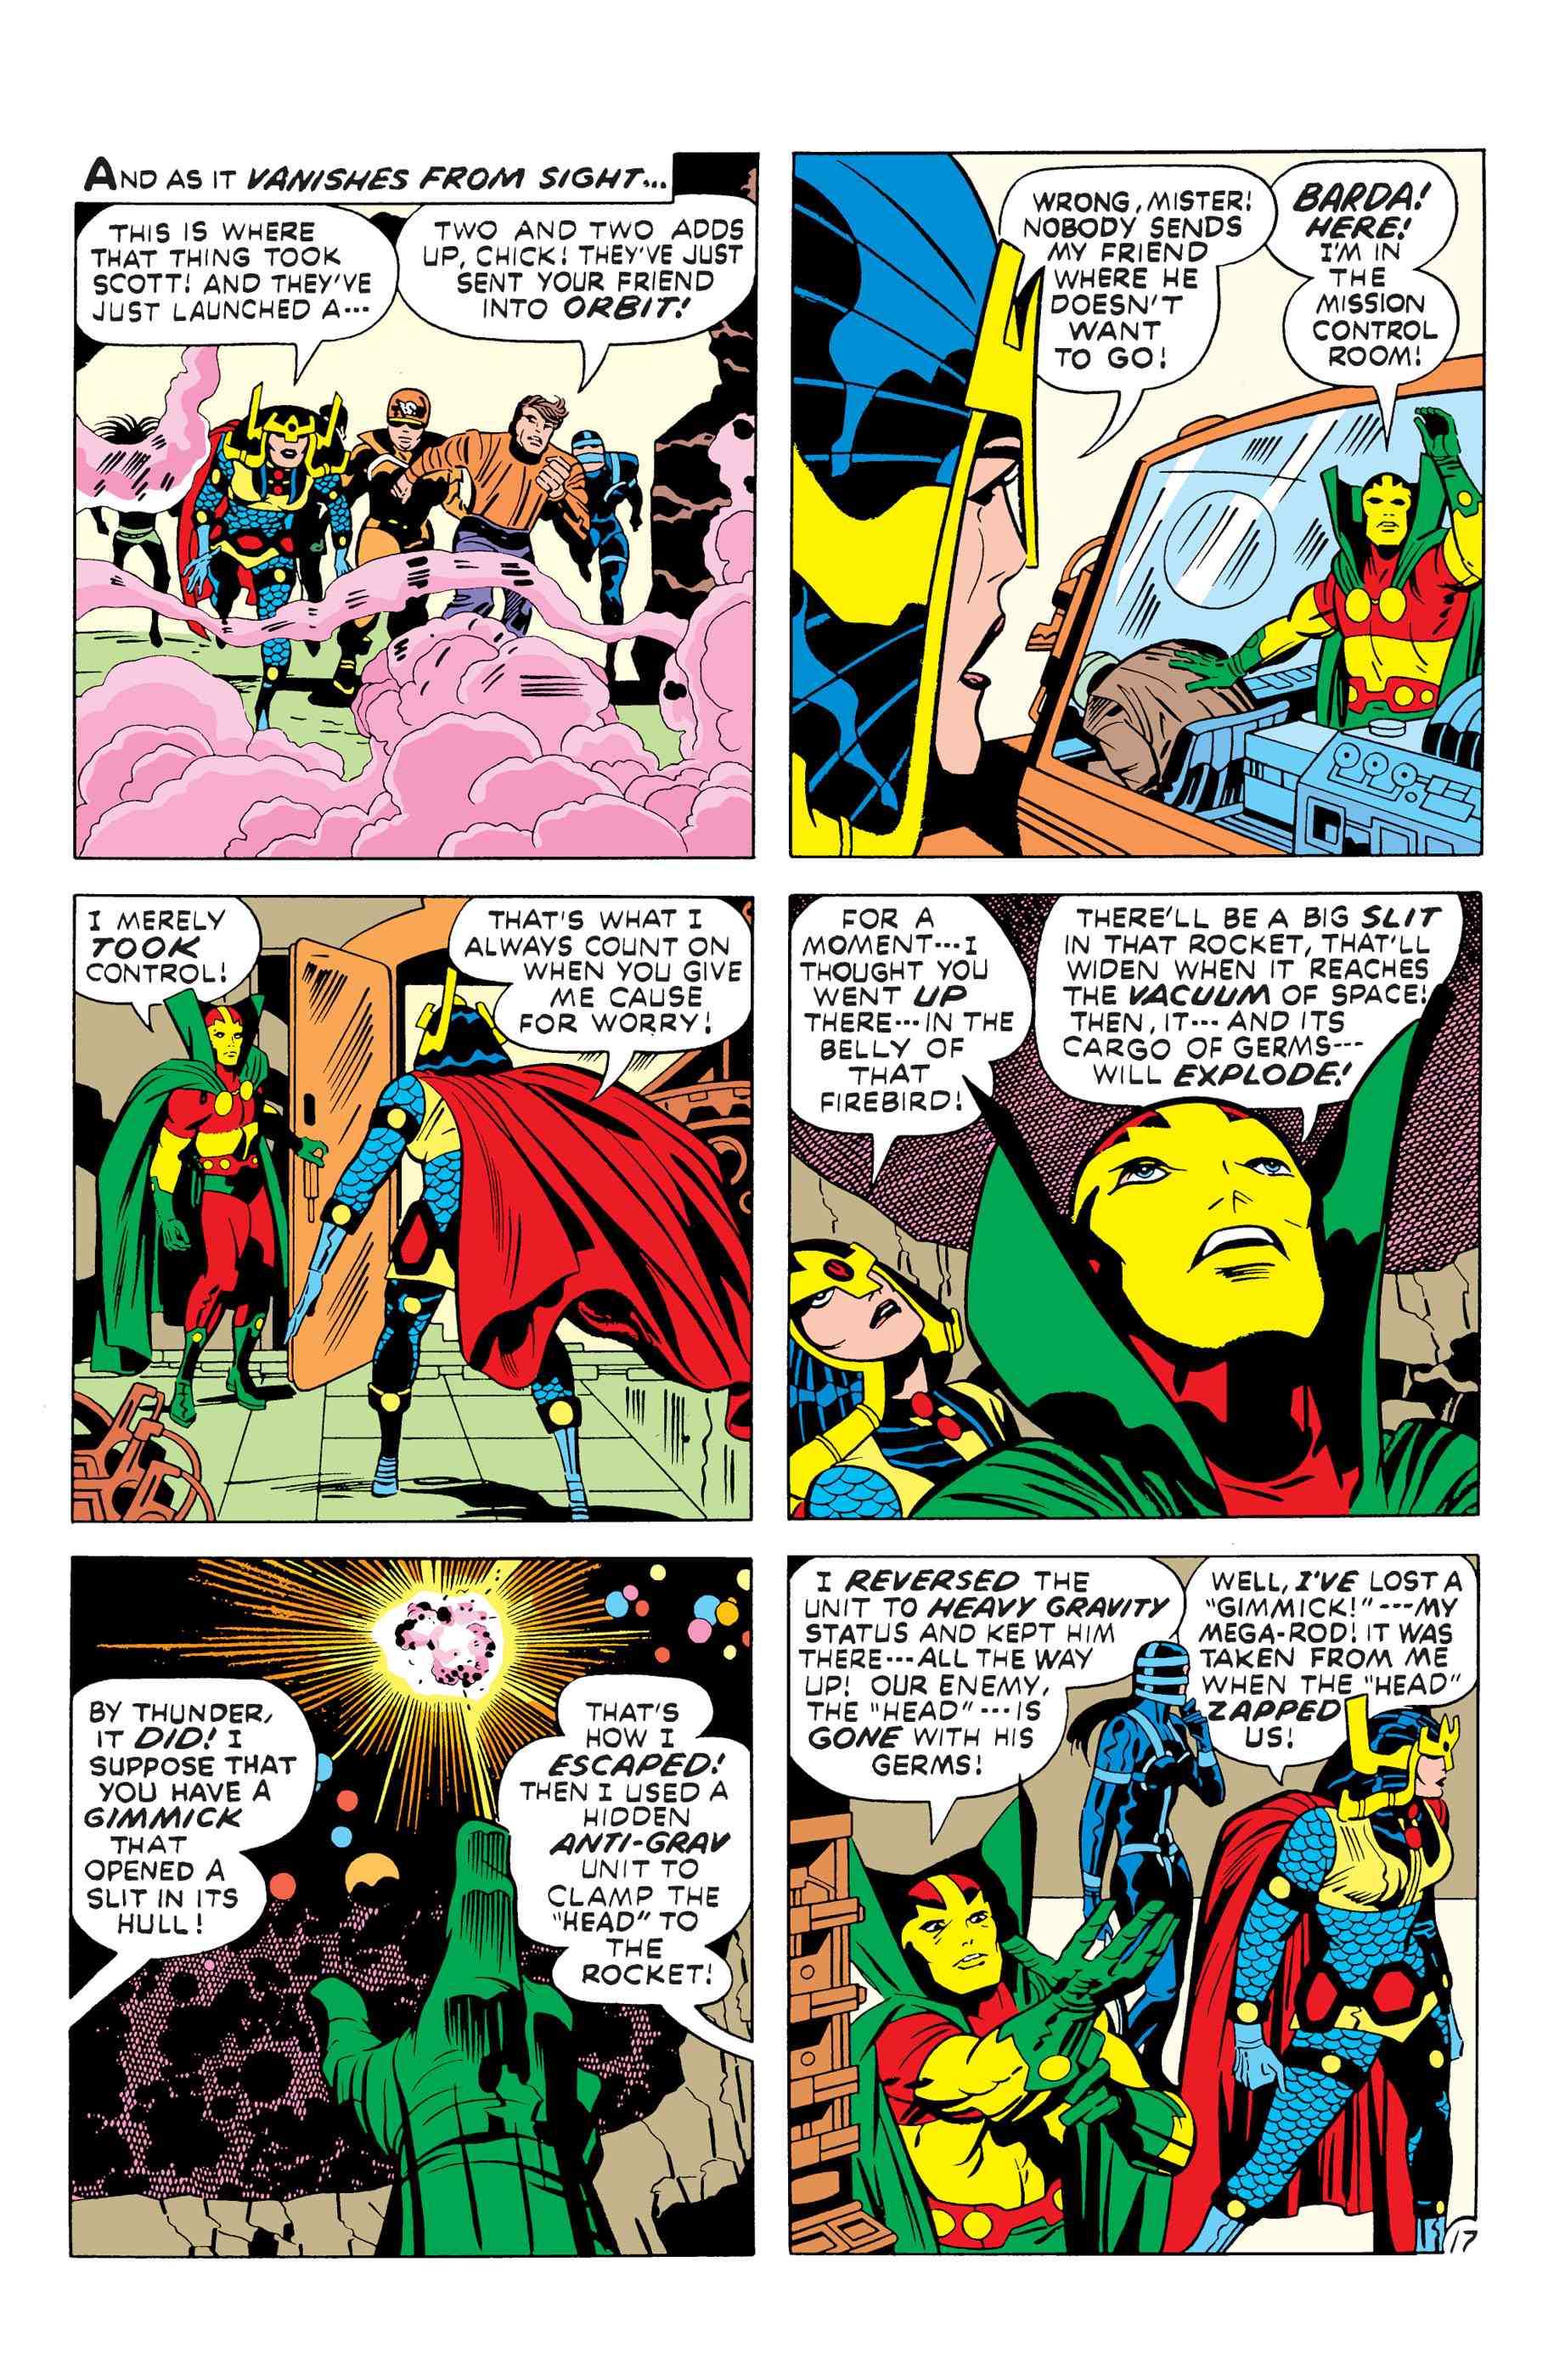 AND AS IT VANISHES FROM SIGHT...
THIS IS WHERE
THAT THING TOOK
SCOTT! AND THEY'VE
JUST LAUNCHED A---
TWO AND TWO ADDS
UP, CHICK! THEY'VE JUST
SENT YOUR FRIEND
INTO ORBIT!
WRONG, MISTER!
NOBODY SENDS
MY FRIEND
WHERE HE
DOESN'T
WANT
TO GO!
BARDA!
HERE!
I'M IN
THE
MISSION
CONTROL
ROOM!
I MERELY
TOOK
CONTROL!
THAT'S WHAT I
ALWAYS COUNT ON
WHEN YOU GIVE
ME CAUSE
FOR WORRY!
FOR A
MOMENT---I
THOUGHT YOU
WENT UP
THERE---IN THE
BELLY OF
THAT
FIREBIRD!
THERE'LL BE A BIG SLIT
IN THAT ROCKET, THAT'LL
WIDEN WHEN IT REACHES
THE VACUUM OF SPACE!
THEN, IT--- AND ITS
CARGO OF GERMS---
WILL EXPLODE!
BY THUNDER,
IT DID! I
SUPPOSE THAT
YOU HAVE A
GIMMICK
THAT
OPENED A
SLIT IN ITS
HULL!
THAT'S
HOW I
ESCAPED!
THEN I USED A
HIDDEN
ANTI-GRAV
UNIT TO
CLAMP THE
"HEAD" TO
THE
ROCKET!
I REVERSED THE
UNIT TO HEAVY GRAVITY
STATUS AND KEPT HIM
THERE---ALL THE WAY
UP! OUR ENEMY,
THE "HEAD"---IS
GONE WITH HIS
GERMS!
WELL, I'VE LOST A
"GIMMICK!"---MY
MEGA-ROD! IT WAS
TAKEN FROM ME
WHEN THE "HEAD"
ZAPPED
US!
17